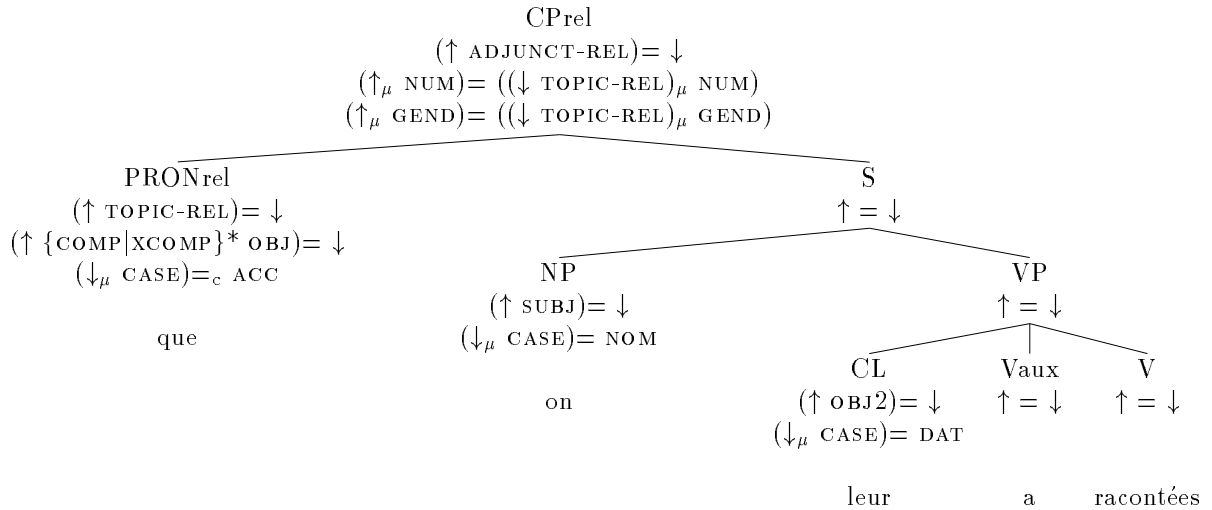 CPrel
(↑ ADJUNCT-REL)= ↓
(↑μ NUM)= ((↓ TOPIC-REL)μ NUM)
(↑μ GEND)= ((↓ TOPIC-REL)μ GEND)
PRONrel S
(↑ TOPIC-REL)= ↓ ↑ = ↓
(↑ {COMP|XCOMP}* OBJ)= ↓
(↓μ CASE)=c ACC NP VP
(↑ SUBJ)= ↓ ↑ = ↓
que (↓μ CASE)= NOM
CL Vaux V
on (↑ OBJ2)= ↓ ↑ = ↓ ↑ = ↓
(↓μ CASE)= DAT
leur a racontées